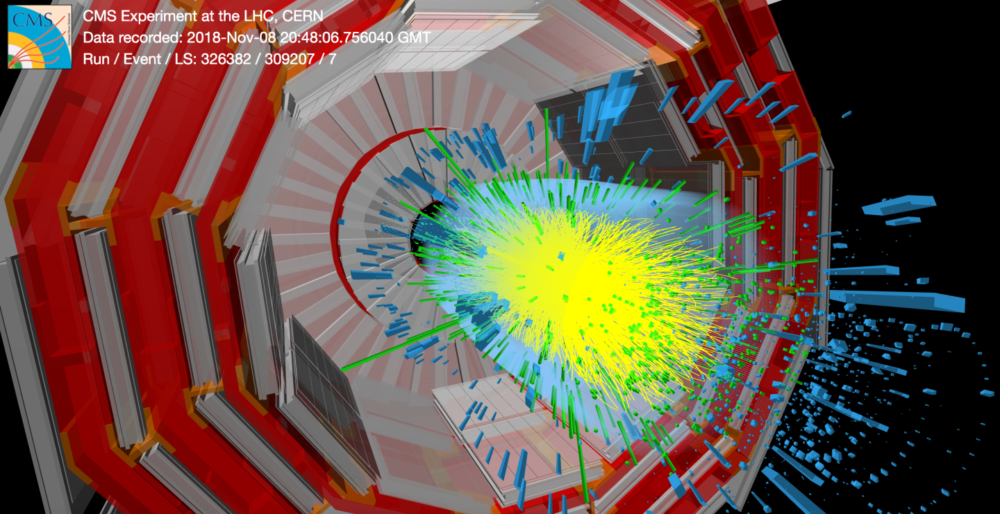 CMS
CMS Experiment at the LHC, CERN
Data recorded: 2018-Nov-08 20:48:06.756040 GMT
Run / Event / LS: 326382 / 309207 / 7